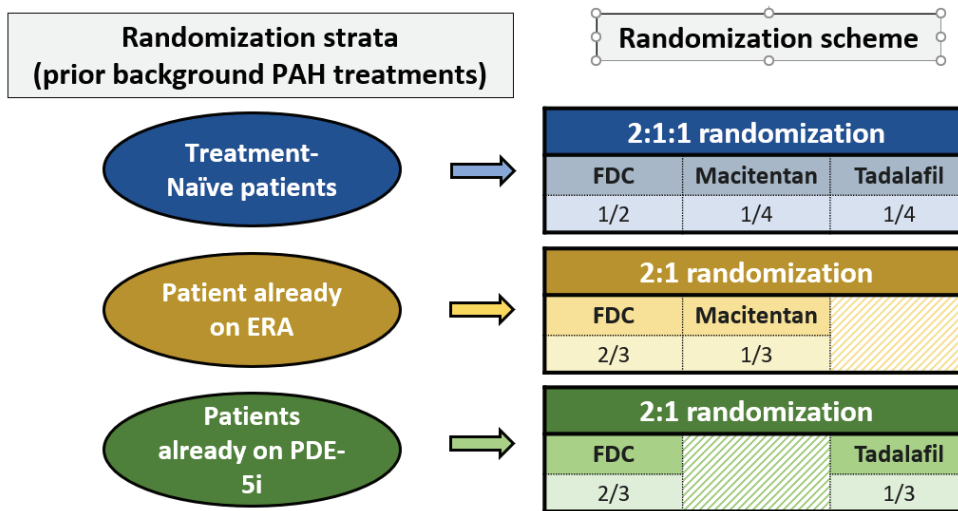 Randomization strata
(prior background PAH treatments)
Randomization scheme
Treatment-
Naïve patients
2:1:1 randomization
FDC Macitentan Tadalafil
1/2 1/4 1/4
Patient already
on ERA
2:1 randomization
FDC Macitentan
2/3 1/3
Patients
already on PDE-
5i
2:1 randomization
FDC Tadalafil
2/3 1/3